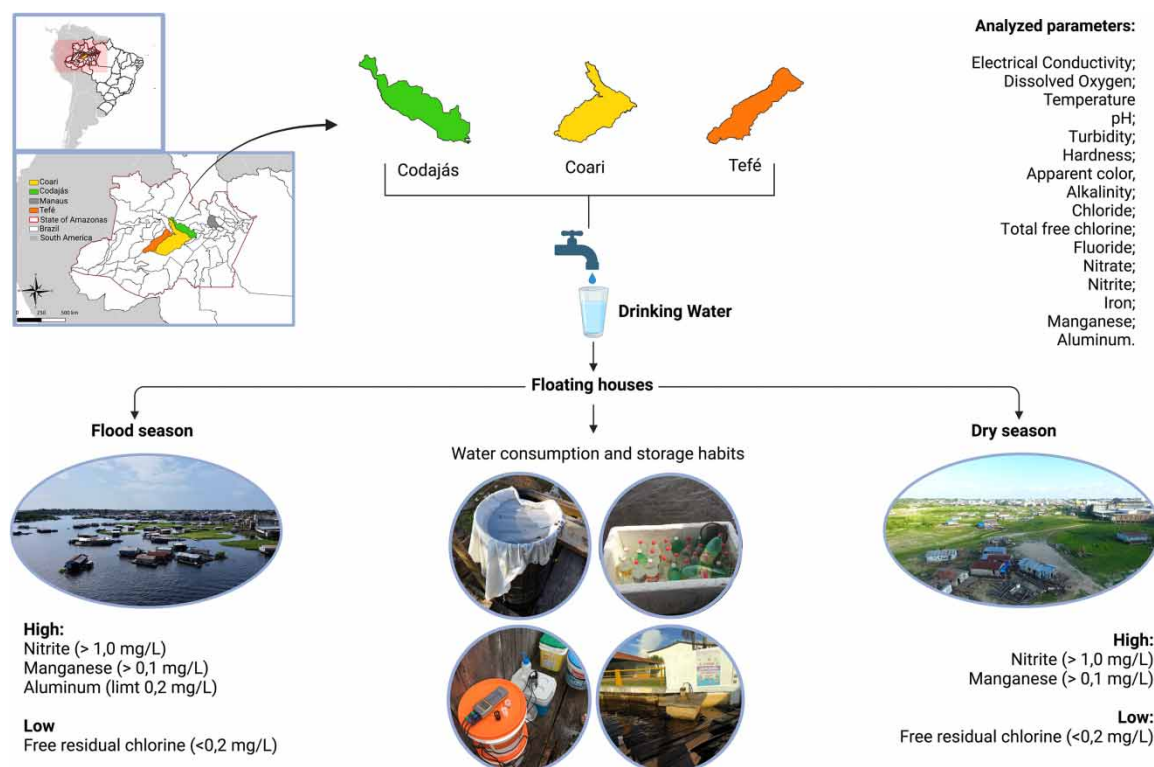 Coari
Codajás
Manaus
Tefé
State of Amazonas
Brazil
South America
0 250 500 km
Codajás
Coari
Tefé
Drinking Water
Analyzed parameters:
Electrical Conductivity;
Dissolved Oxygen;
Temperature
pH;
Turbidity;
Hardness;
Apparent color,
Alkalinity;
Chloride;
Total free chlorine;
Fluoride;
Nitrate;
Nitrite;
Iron;
Manganese;
Aluminum.
Floating houses
Flood season
High:
Nitrite (> 1,0 mg/L)
Manganese (> 0,1 mg/L)
Aluminum (limt 0,2 mg/L)
Low
Free residual chlorine (<0,2 mg/L)
Water consumption and storage habits
Dry season
High:
Nitrite (> 1,0 mg/L)
Manganese (> 0,1 mg/L)
Low:
Free residual chlorine (<0,2 mg/L)